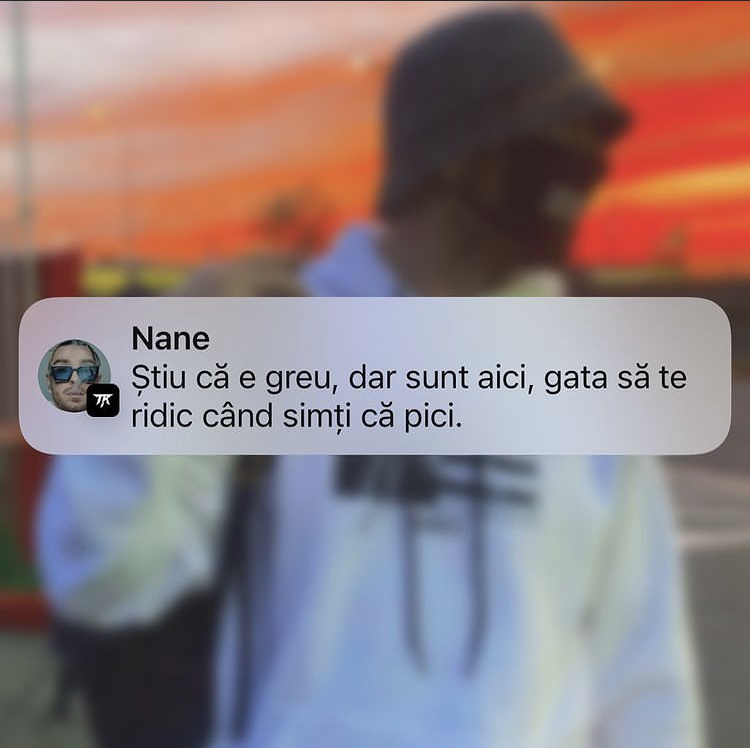 Nane
Știu că e greu, dar sunt aici, gata să te
ridic când simți că pici.